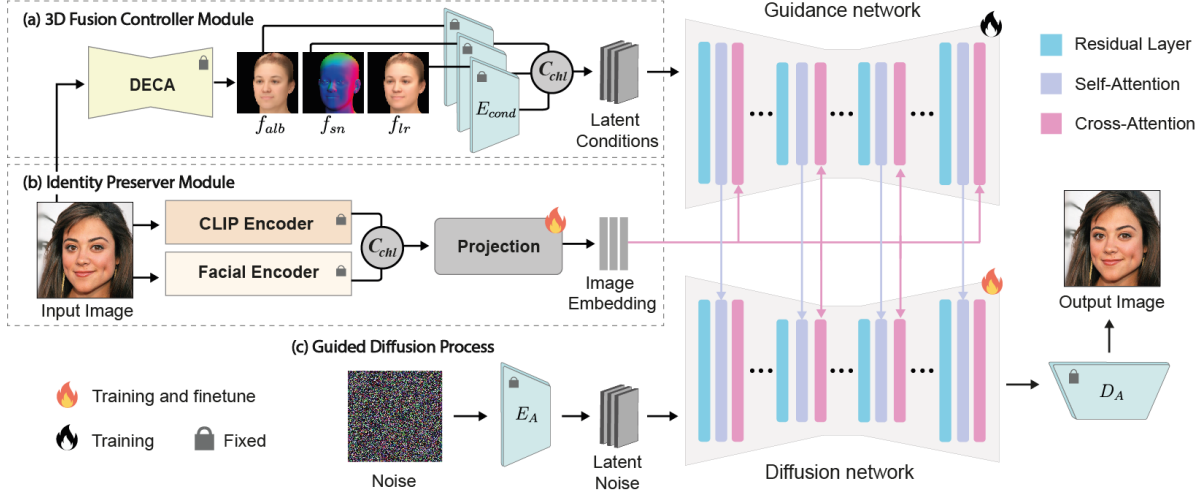 (a) 3D Fusion Controller Module
DECA
f_alb
f_sn
f_lr
E_cond
C_chl
Latent
Conditions
Guidance network
Residual Layer
Self-Attention
Cross-Attention
(b) Identity Preserver Module
CLIP Encoder
Facial Encoder
C_chl
Projection
Input Image
Image
Embedding
Output Image
(c) Guided Diffusion Process
Training and finetune
Training
Fixed
Noise
E_A
Latent
Noise
Diffusion network
D_A